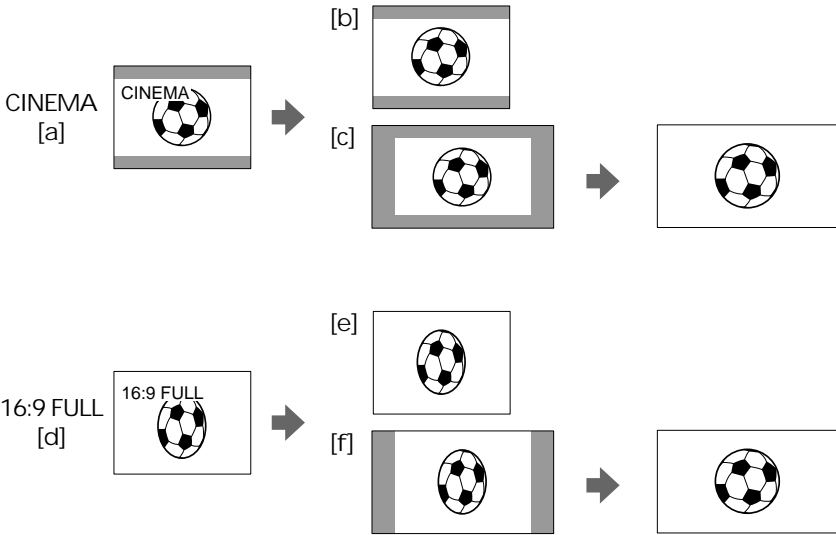 [b]
CINEMA
[a]
CINEMA
[c]
[e]
16:9 FULL
[d]
16:9 FULL
[f]